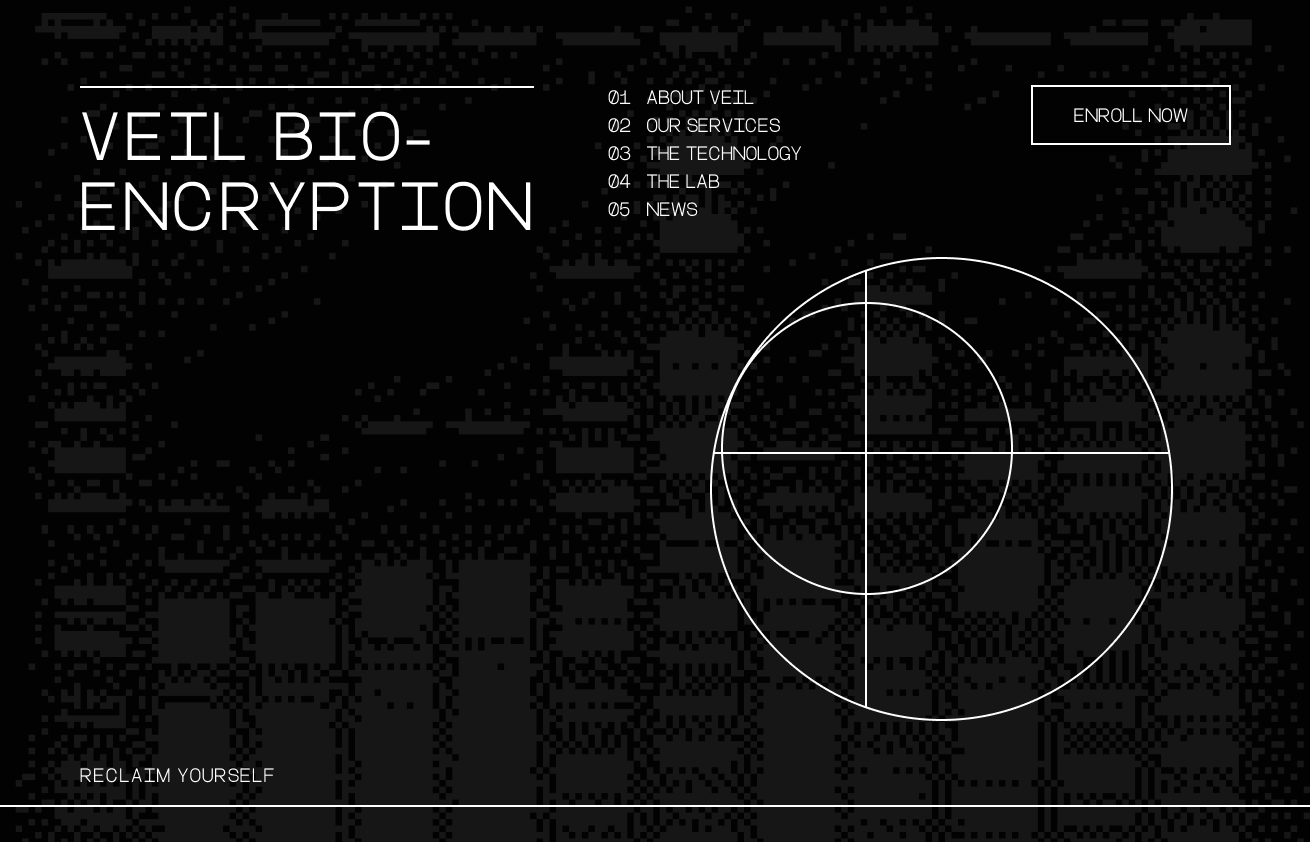 VEIL BIO-
ENCRYPTION
01 ABOUT VEIL
02 OUR SERVICES
03 THE TECHNOLOGY
04 THE LAB
05 NEWS
ENROLL NOW
RECLAIM YOURSELF